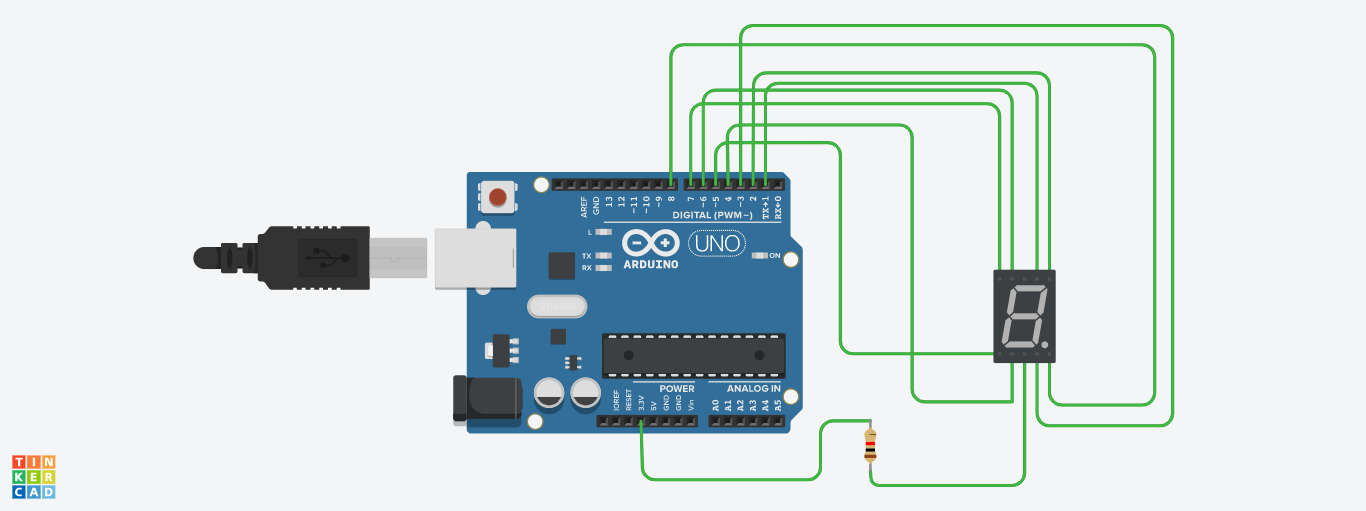 AREF
GND
13
12
~11
~10
~9
8
7
~6
~5
4
~3
2
TX→1
RX←0
DIGITAL (PWM~)
L
TX
RX
UNO
ON
ARDUINO
POWER
ANALOG IN
IOREF
RESET
3.3V
5V
GND
GND
Vin
A0
A1
A2
A3
A4
A5
TIN
KER
CAD